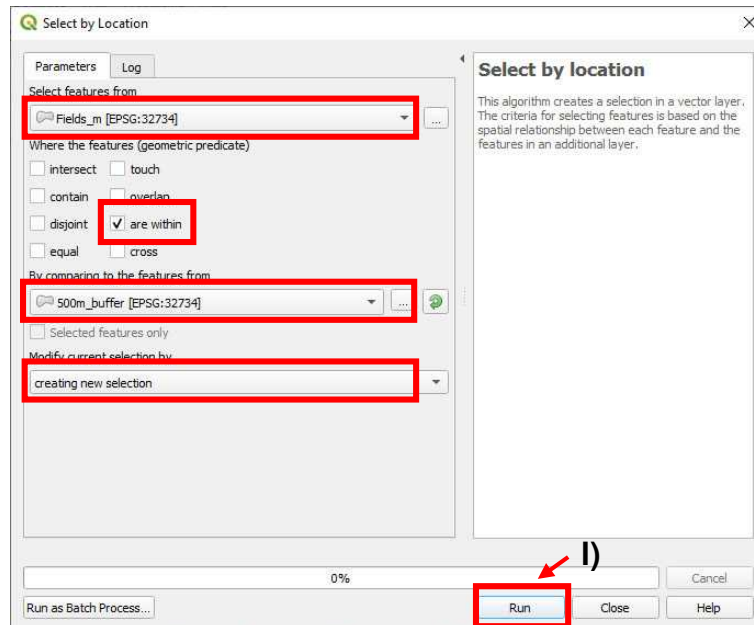 Select by Location
Parameters Log
Select features from
Fields_m [EPSG:32734]
...
Where the features (geometric predicate)
intersect touch
contain overlap
disjoint are within
equal cross
By comparing to the features from
500m_buffer [EPSG:32734]
...
Selected features only
Modify current selection by
creating new selection
Select by location
This algorithm creates a selection in a vector layer.
The criteria for selecting features is based on the
spatial relationship between each feature and the
features in an additional layer.
I)
0%
Cancel
Run as Batch Process...
Run
Close
Help